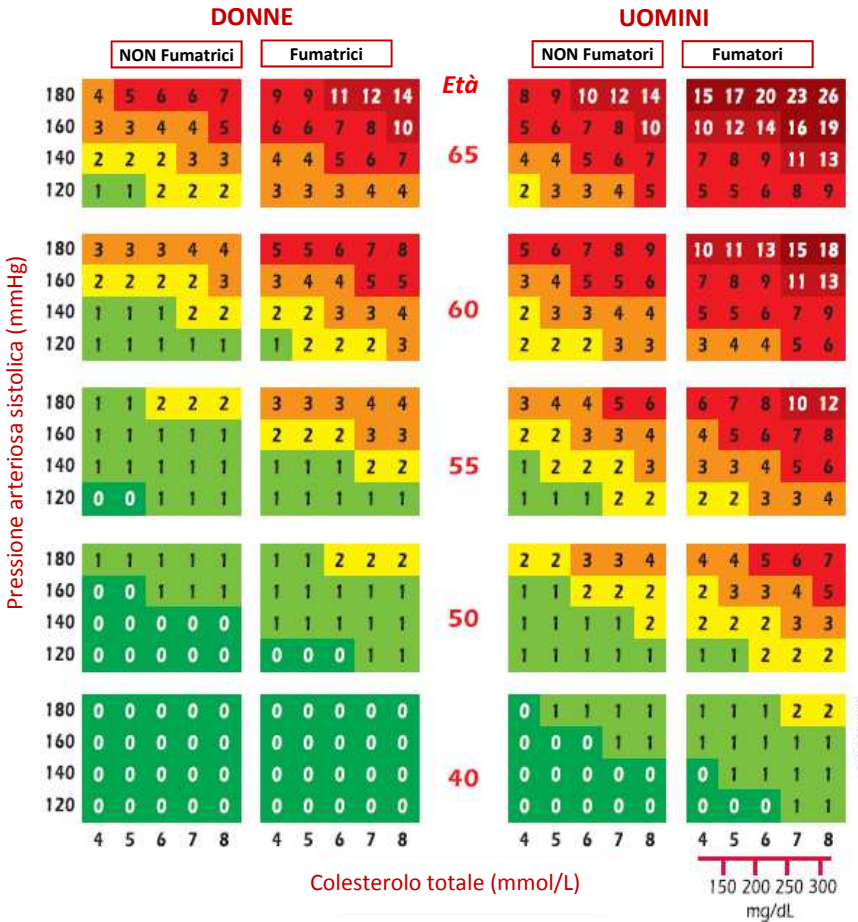 DONNE UOMINI
NON Fumatrici Fumatrici NON Fumatori Fumatori
Età
180 4 5 6 6 7 9 9 11 12 14 8 9 10 12 14 15 17 20 23 26
160 3 3 4 4 5 6 6 7 8 10 5 6 7 8 10 10 12 14 16 19
65
140 2 2 2 3 3 4 4 5 6 7 4 4 5 6 7 7 8 9 11 13
120 1 1 2 2 2 3 3 3 4 4 2 3 3 4 5 5 5 6 8 9
180 3 3 3 4 4 5 5 6 7 8 5 6 7 8 9 10 11 13 15 18
160 2 2 2 2 3 3 4 4 5 5 3 4 5 5 6 7 8 9 11 13
60
140 1 1 1 2 2 2 2 3 3 4 2 3 3 4 4 5 5 6 7 9
120 1 1 1 1 1 1 2 2 2 3 2 2 2 3 3 3 4 4 5 6
180 1 1 2 2 2 3 3 3 4 4 3 4 4 5 6 6 7 8 10 12
160 1 1 1 1 1 2 2 2 3 3 2 2 3 3 4 4 5 6 7 8
55
140 1 1 1 1 1 1 1 1 2 2 1 2 2 2 3 3 3 4 5 6
120 0 0 1 1 1 1 1 1 1 1 1 1 1 2 2 2 2 3 3 4
180 1 1 1 1 1 1 1 2 2 2 2 2 3 3 4 4 4 5 6 7
160 0 0 1 1 1 1 1 1 1 1 1 1 2 2 2 2 3 3 4 5
50
140 0 0 0 0 0 1 1 1 1 1 1 1 1 1 2 2 2 2 3 3
120 0 0 0 0 0 0 0 0 1 1 1 1 1 1 1 1 1 2 2 2
180 0 0 0 0 0 0 0 0 0 0 0 1 1 1 1 1 1 1 2 2
160 0 0 0 0 0 0 0 0 0 0 0 0 0 1 1 1 1 1 1 1
40
140 0 0 0 0 0 0 0 0 0 0 0 0 0 0 0 0 1 1 1 1
120 0 0 0 0 0 0 0 0 0 0 0 0 0 0 0 0 0 0 1 1
4 5 6 7 8 4 5 6 7 8 4 5 6 7 8 4 5 6 7 8
Pressione arteriosa sistolica (mmHg)
Colesterolo totale (mmol/L)
150 200 250 300
mg/dL